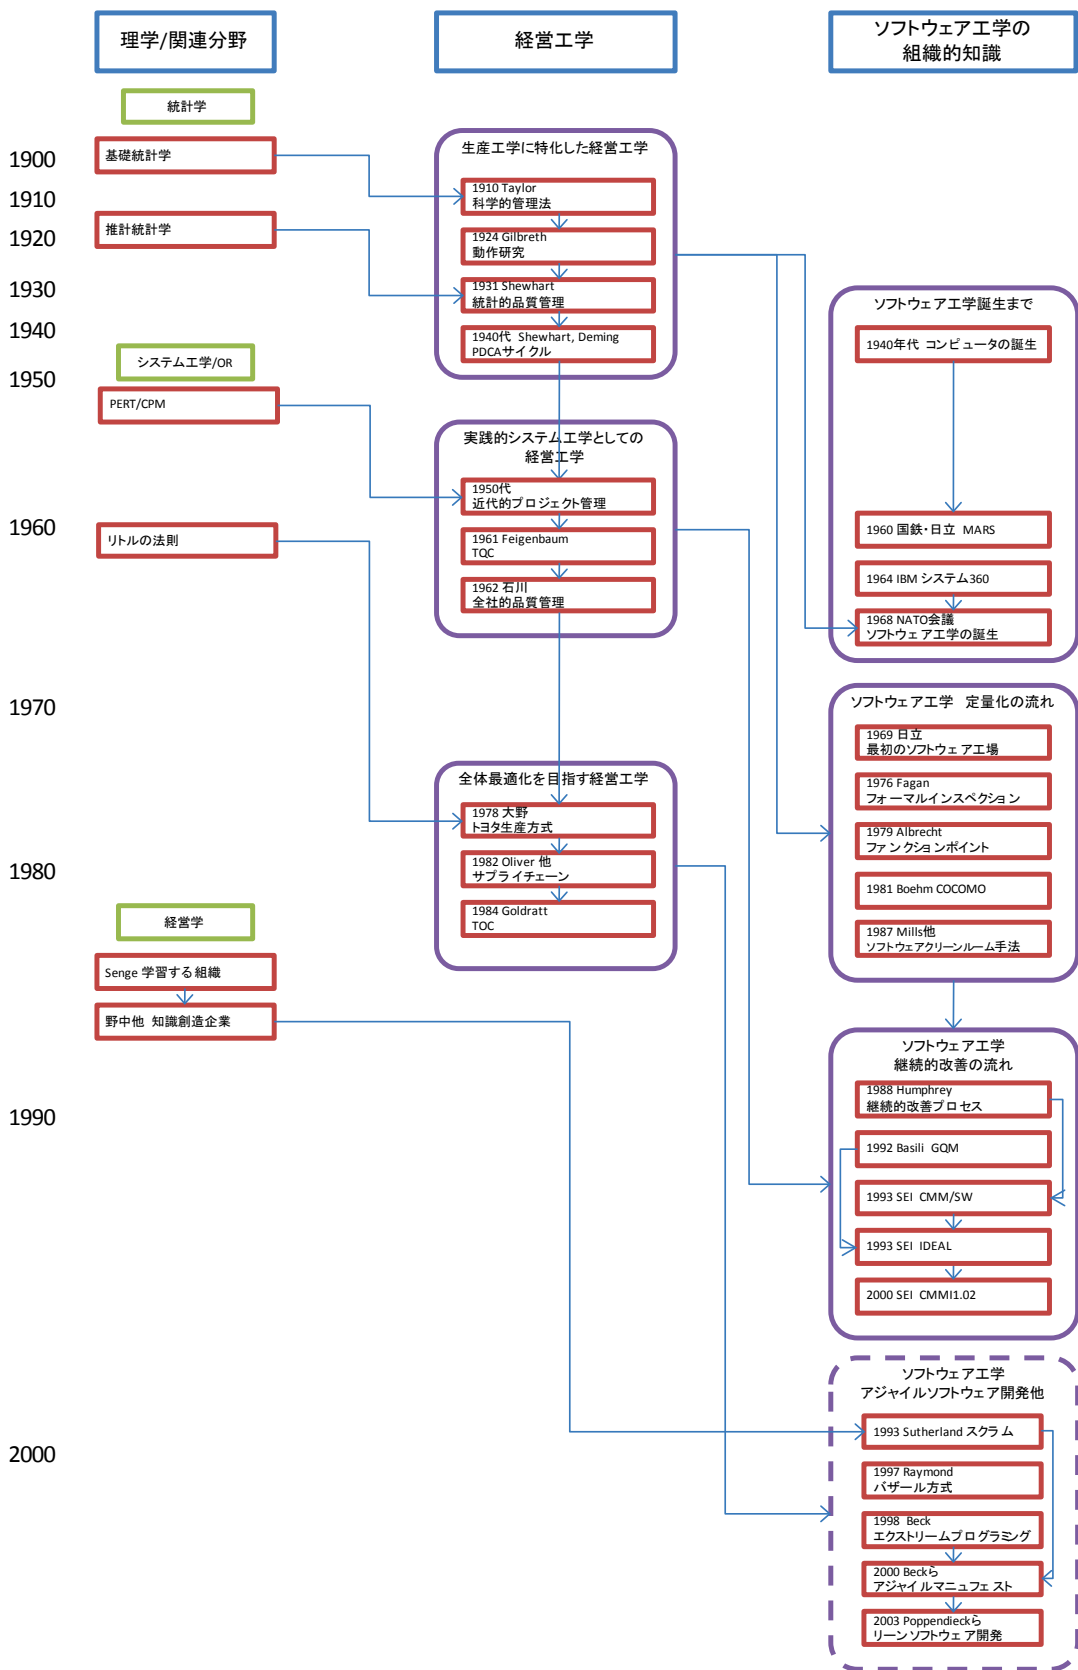 理学/関連分野
経営工学
ソフトウェア工学の
組織的知識
1900
1910
1920
1930
1940
1950
1960
1970
1980
1990
2000
統計学
基礎統計学
推計統計学
システム工学/OR
PERT/CPM
リトルの法則
経営学
Senge 学習する組織
野中他 知識創造企業
生産工学に特化した経営工学
1910 Taylor
科学的管理法
1924 Gilbreth
動作研究
1931 Shewhart
統計的品質管理
1940代 Shewhart, Deming
PDCAサイクル
実践的システム工学としての
経営工学
1950代
近代的プロジェクト管理
1961 Feigenbaum
TQC
1962 石川
全社的品質管理
全体最適化を目指す経営工学
1978 大野
トヨタ生産方式
1982 Oliver 他
サプライチェーン
1984 Goldratt
TOC
ソフトウェア工学誕生まで
1940年代 コンピュータの誕生
1960 国鉄・日立 MARS
1964 IBM システム360
1968 NATO会議
ソフトウェア工学の誕生
ソフトウェア工学 定量化の流れ
1969 日立
最初のソフトウェア工場
1976 Fagan
フォーマルインスペクション
1979 Albrecht
ファンクションポイント
1981 Boehm COCOMO
1987 Mills他
ソフトウェアクリーンルーム手法
ソフトウェア工学
継続的改善の流れ
1988 Humphrey
継続的改善プロセス
1992 Basili GQM
1993 SEI CMM/SW
1993 SEI IDEAL
2000 SEI CMMI1.02
ソフトウェア工学
アジャイルソフトウェア開発他
1993 Sutherland スクラム
1997 Raymond
バザール方式
1998 Beck
エクストリームプログラミング
2000 Beckら
アジャイルマニュフェスト
2003 Poppendieckら
リーンソフトウェア開発